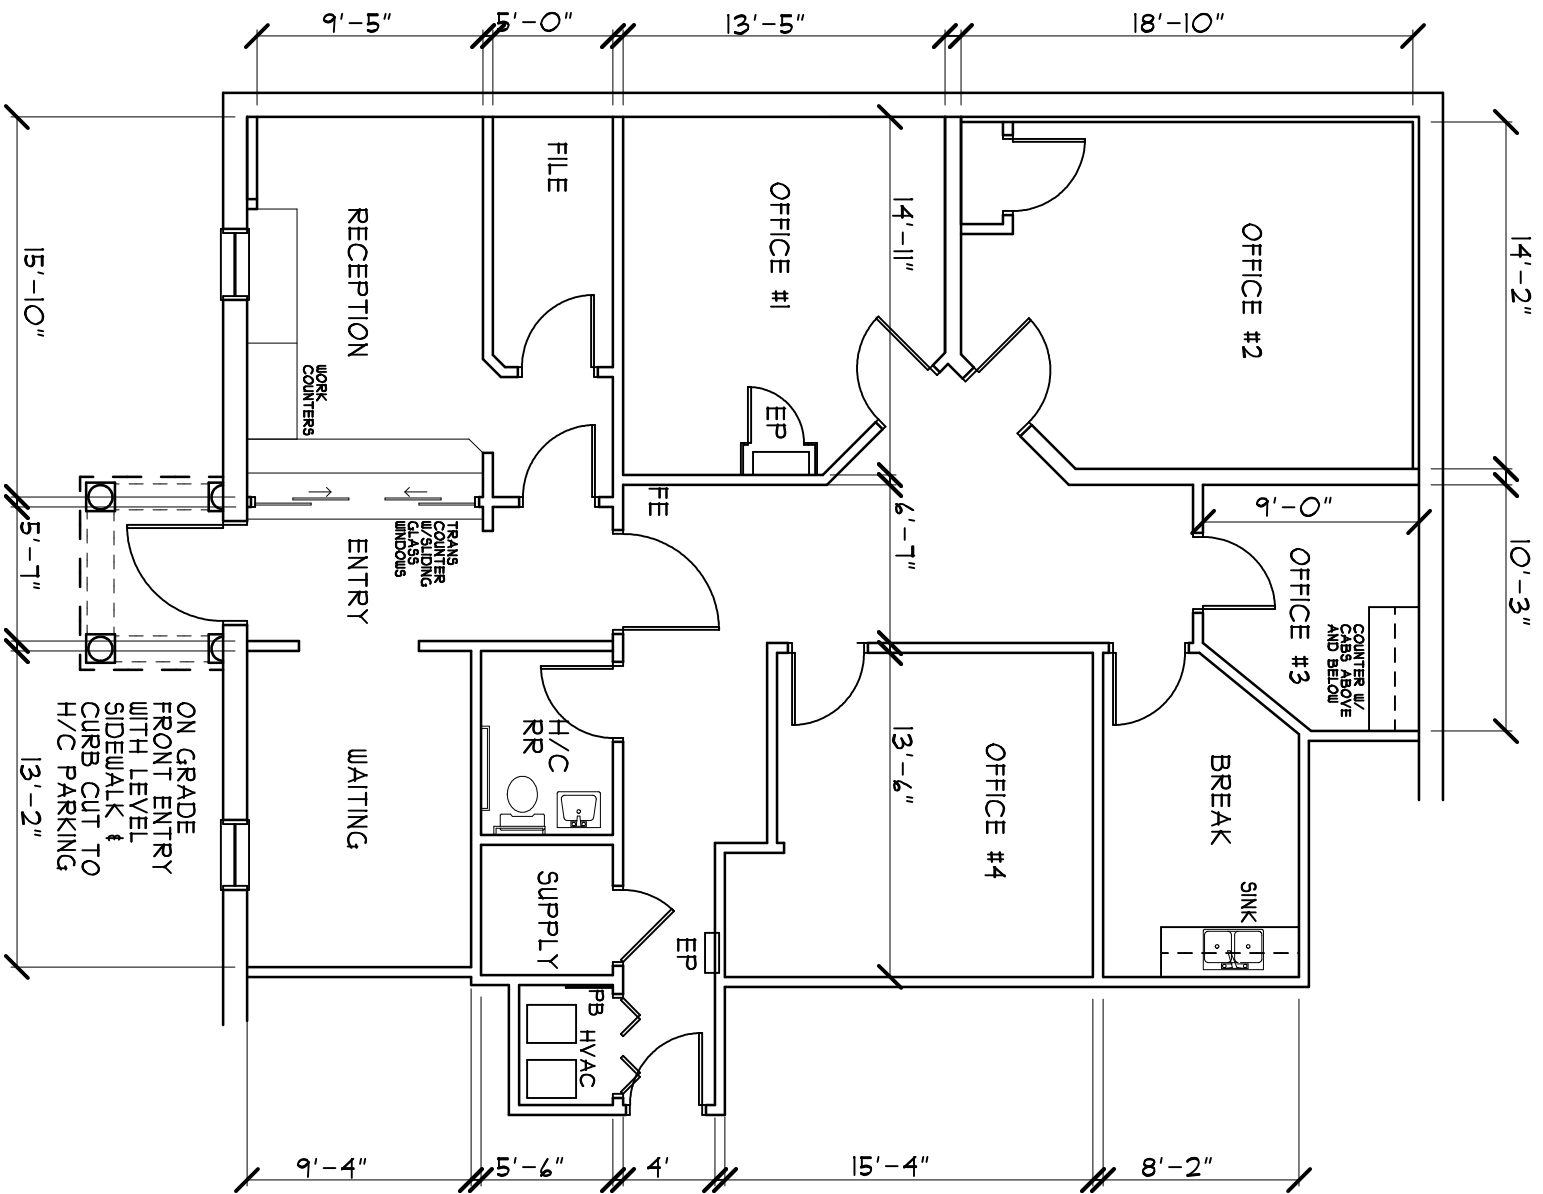 9'-5"
5'-0"
13'-5"
18'-10"
15'-10"
5'-7"
13'-2"
RECEPTION
WORK
COUNTERS
FILE
OFFICE #1
14'-11"
EP
OFFICE #2
14'-2"
FE
6'-7"
9'-0"
10'-3"
TRANS
COUNTER
W/SLIDING
GLASS
WINDOWS
ENTRY
OFFICE #3
COUNTER W/
CABS ABOVE
AND BELOW
ON GRADE
FRONT ENTRY
WITH LEVEL
SIDEWALK &
CURB CUT TO
H/C PARKING
WAITING
H/C
RR
SUPPLY
13'-6"
OFFICE #4
BREAK
SINK
EP
PB
HVAC
9'-4"
5'-6"
4'
15'-4"
8'-2"